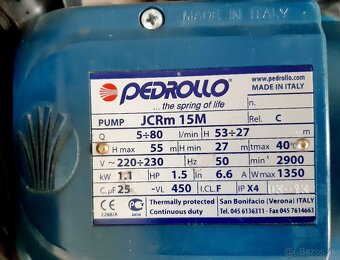 MADE IN ITALY
PEDROLLO
... the spring of life
www.pedrollo.com
MADE IN ITALY
n.
PUMP JCRm 15M Rel. C
Q 5÷80 l/min H 53÷27 m
H max 55 m H min 27 m t max 40°C
V~ 220÷230 Hz 50 min⁻¹ 2900
kW 1.1 HP 1.5 In 6.6 A W max 1350
C.µF 25 -VL 450 I.CL. F IP X4
Thermally protected
Continuous duty
San Bonifacio (Verona) ITALY
Tel. 045 6136311 - Fax 045 7614663